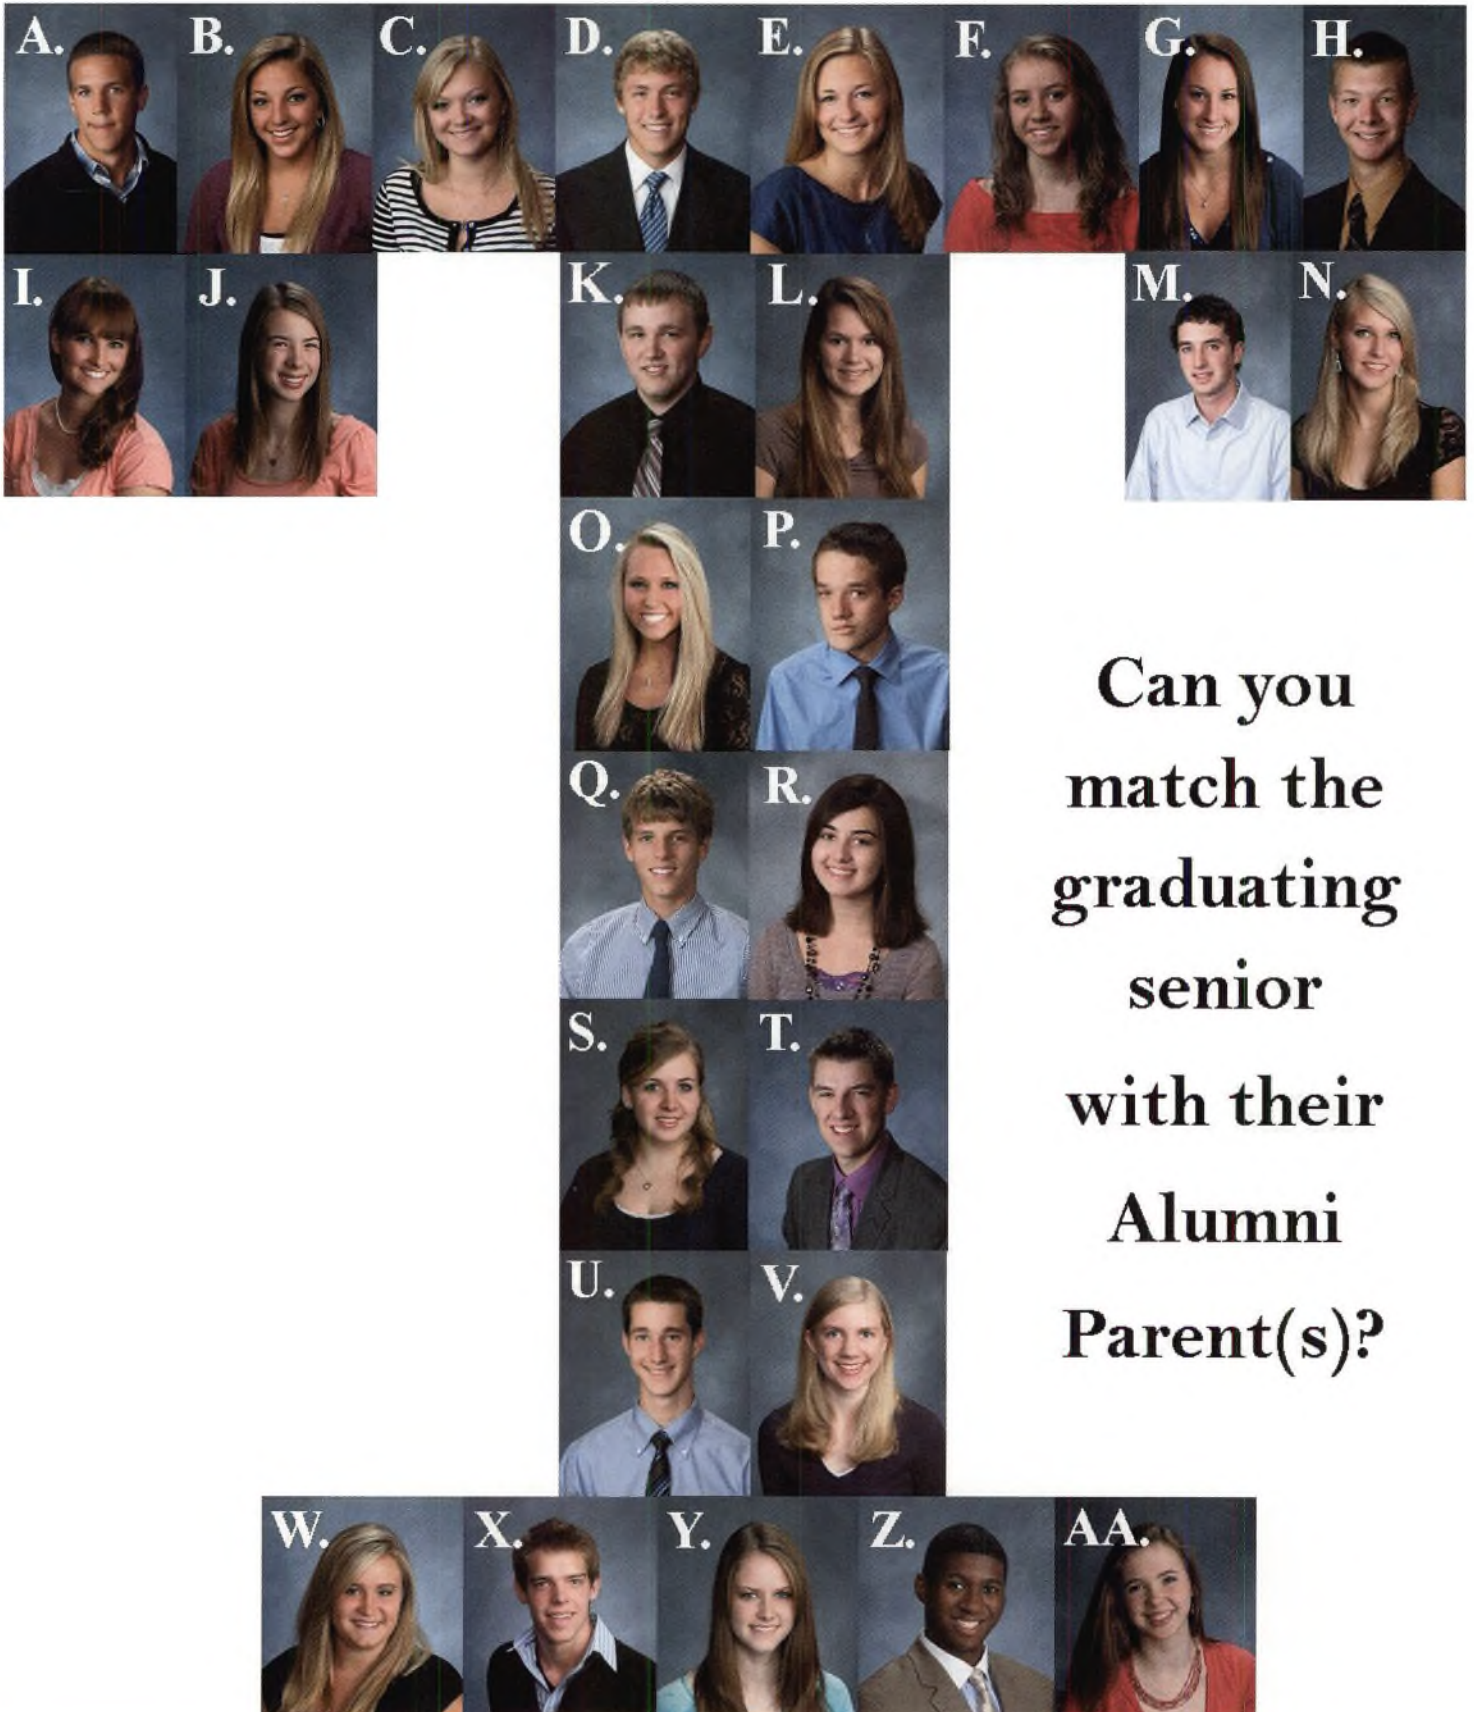 A. B. C. D. E. F. G. H.
I. J. K. L. M. N.
O. P.
Q. R.
S. T.
U. V.
W. X. Y. Z. AA.
Can you
match the
graduating
senior
with their
Alumni
Parent(s)?